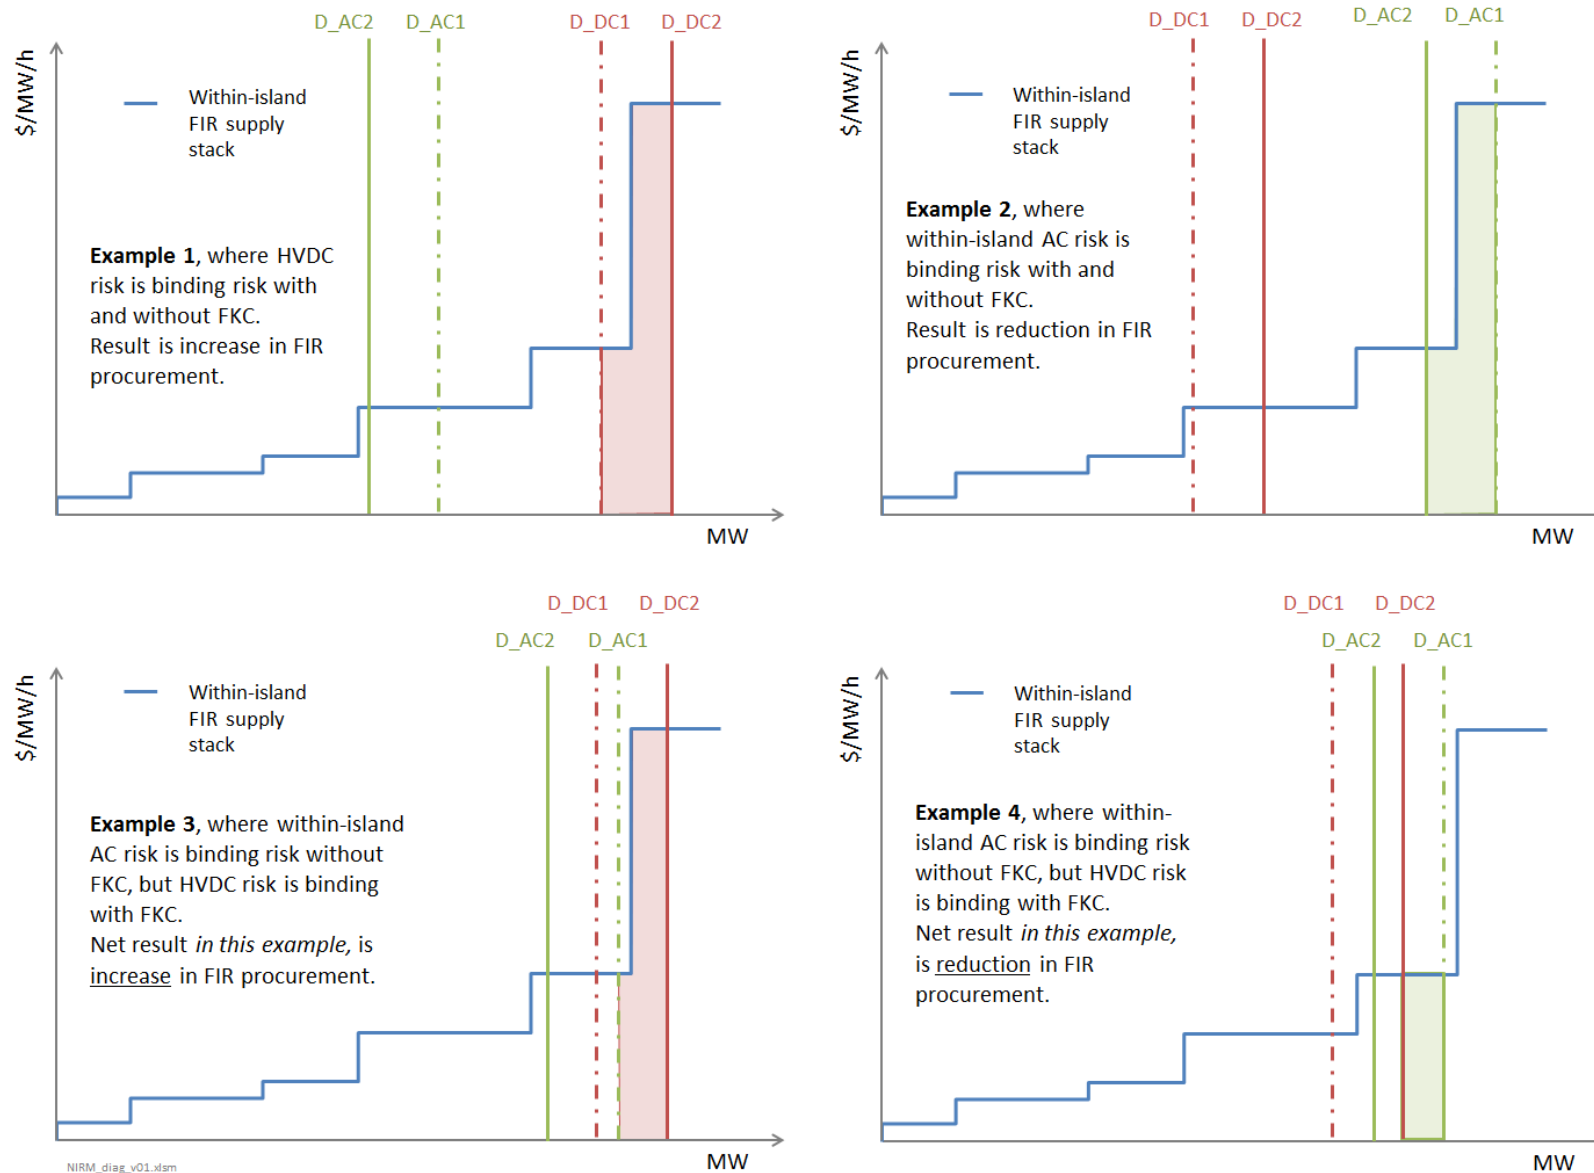 D_AC2 D_AC1 D_DC1 D_DC2
$/MW/h
Within-island
FIR supply
stack
Example 1, where HVDC
risk is binding risk with
and without FKC.
Result is increase in FIR
procurement.
MW
D_DC1 D_DC2 D_AC2 D_AC1
$/MW/h
Within-island
FIR supply
stack
Example 2, where
within-island AC risk is
binding risk with and
without FKC.
Result is reduction in FIR
procurement.
MW
D_DC1 D_DC2
D_AC2 D_AC1
$/MW/h
Within-island
FIR supply
stack
Example 3, where within-island
AC risk is binding risk without
FKC, but HVDC risk is binding
with FKC.
Net result in this example, is
increase in FIR procurement.
MW
NIRM_diag_v01.xlsm
D_DC1 D_DC2
D_AC2 D_AC1
$/MW/h
Within-island
FIR supply
stack
Example 4, where within-
island AC risk is binding risk
without FKC, but HVDC risk
is binding with FKC.
Net result in this example,
is reduction in FIR
procurement.
MW